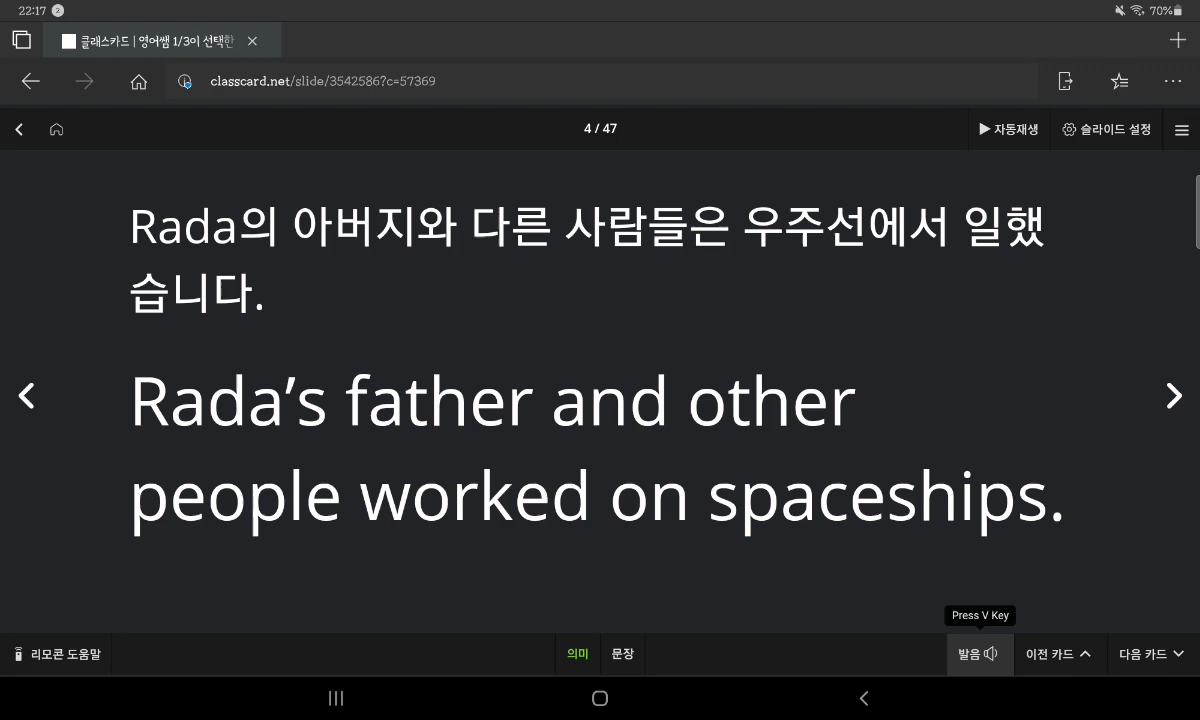 22:17 2 70%
클래스카드 | 영어쌤 1/3이 선택한
classcard.net/slide/3542586?c=57369
4 / 47 자동재생 슬라이드 설정
Rada의 아버지와 다른 사람들은 우주선에서 일했
습니다.
Rada’s father and other
people worked on spaceships.
Press V Key
리모콘 도움말 의미 문장 발음 이전 카드 다음 카드